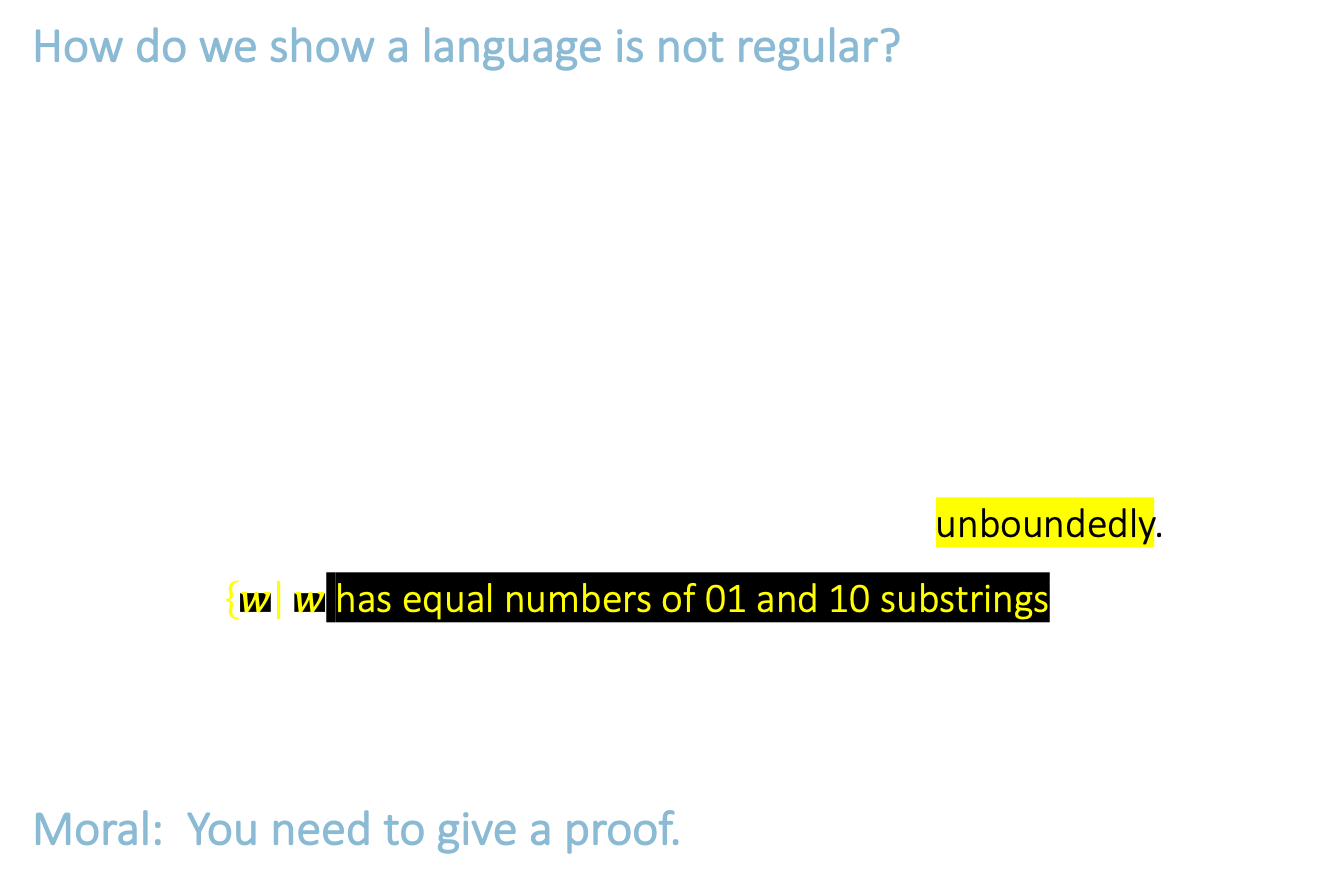 How do we show a language is not regular?
unboundedly.
{w| w has equal numbers of 01 and 10 substrings
Moral: You need to give a proof.